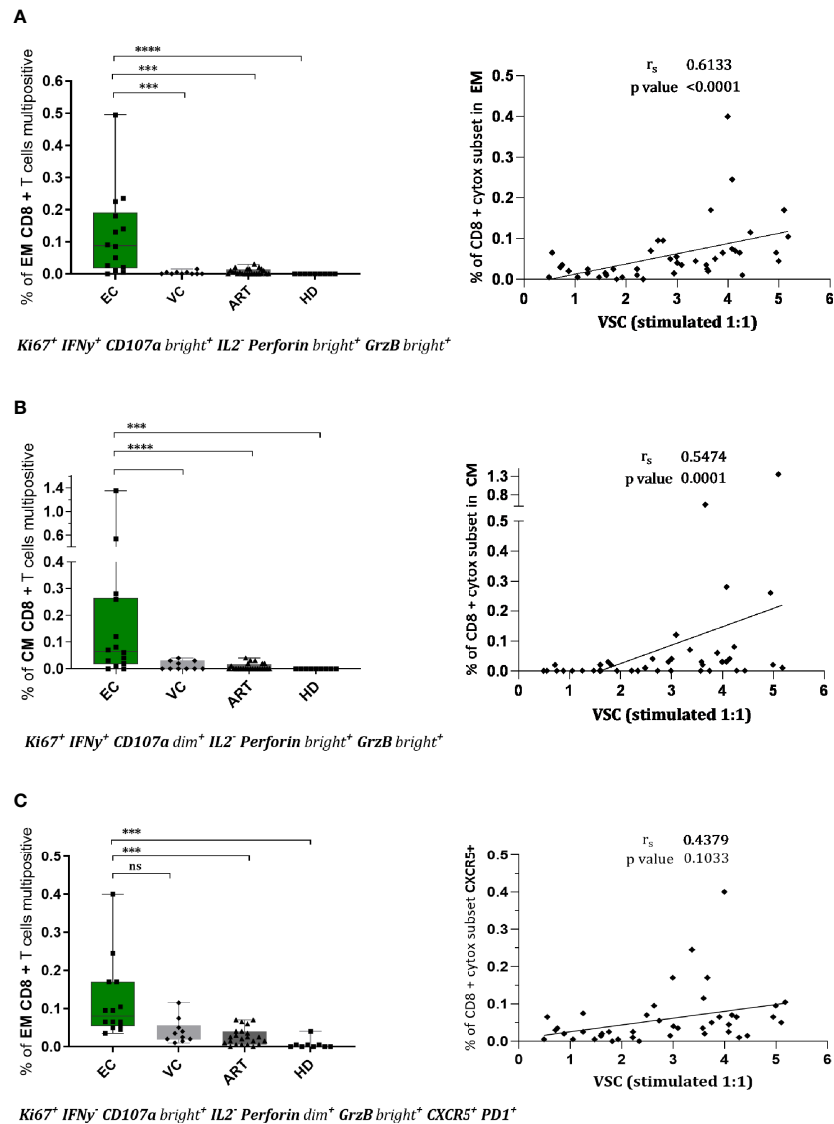 A
****
***
***
% of EM CD8 + T cells multipositive
0.6
0.5
0.4
0.3
0.2
0.1
0.0
EC
VC
ART
HD
Ki67+ IFNy+ CD107a bright+ IL2- Perforin bright+ GrzB bright+
rs 0.6133
p value <0.0001
% of CD8 + cytox subset in EM
0.5
0.4
0.3
0.2
0.1
0.0
0 1 2 3 4 5 6
VSC (stimulated 1:1)
B
***
****
% of CM CD8 + T cells multipositive
1.4
1.0
0.6
0.4
0.3
0.2
0.1
0.0
EC
VC
ART
HD
Ki67+ IFNy+ CD107a dim+ IL2- Perforin bright+ GrzB bright+
rs 0.5474
p value 0.0001
% of CD8 + cytox subset in CM
1.3
0.8
0.5
0.4
0.3
0.2
0.1
0.0
0 1 2 3 4 5 6
VSC (stimulated 1:1)
C
***
***
ns
% of EM CD8 + T cells multipositive
0.5
0.4
0.3
0.2
0.1
0.0
EC
VC
ART
HD
Ki67+ IFNy- CD107a bright+ IL2- Perforin dim+ GrzB bright+ CXCR5+ PD1+
rs 0.4379
p value 0.1033
% of CD8 + cytox subset CXCR5+
0.5
0.4
0.3
0.2
0.1
0.0
0 1 2 3 4 5 6
VSC (stimulated 1:1)